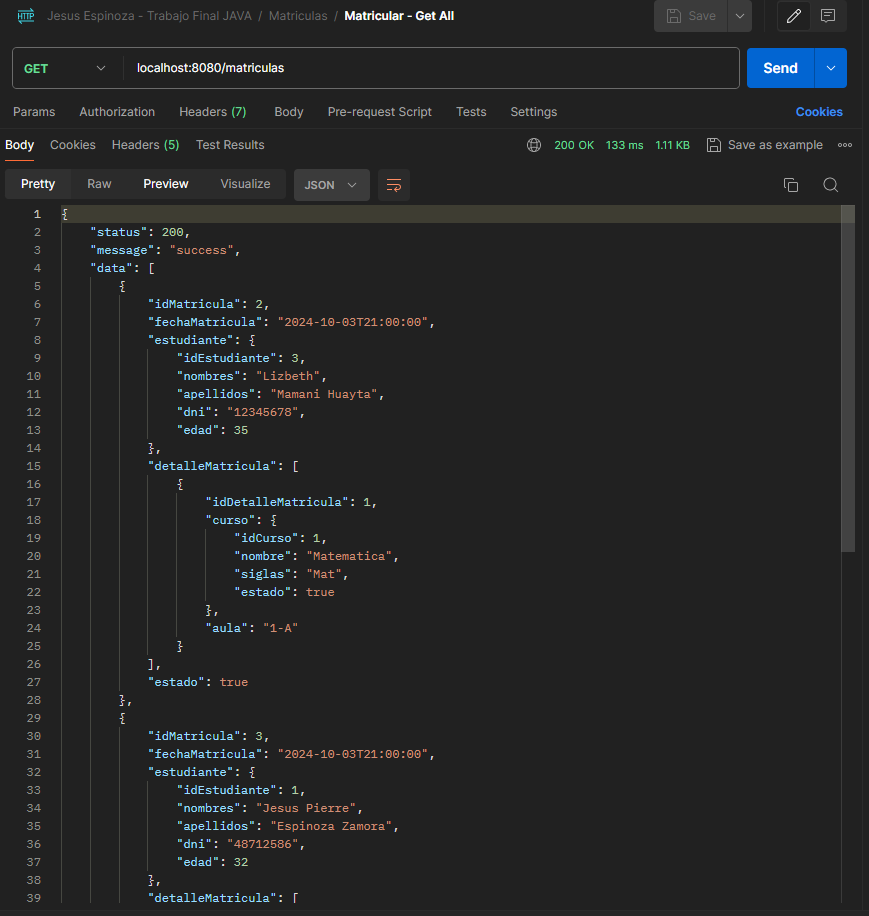 HTTP Jesus Espinoza - Trabajo Final JAVA / Matriculas / Matricular - Get All Save
GET localhost:8080/matriculas Send
Params Authorization Headers (7) Body Pre-request Script Tests Settings Cookies
Body Cookies Headers (5) Test Results 200 OK 133 ms 1.11 KB Save as example
Pretty Raw Preview Visualize JSON
1 {
2 "status": 200,
3 "message": "success",
4 "data": [
5 {
6 "idMatricula": 2,
7 "fechaMatricula": "2024-10-03T21:00:00",
8 "estudiante": {
9 "idEstudiante": 3,
10 "nombres": "Lizbeth",
11 "apellidos": "Mamani Huayta",
12 "dni": "12345678",
13 "edad": 35
14 },
15 "detalleMatricula": [
16 {
17 "idDetalleMatricula": 1,
18 "curso": {
19 "idCurso": 1,
20 "nombre": "Matematica",
21 "siglas": "Mat",
22 "estado": true
23 },
24 "aula": "1-A"
25 }
26 ],
27 "estado": true
28 },
29 {
30 "idMatricula": 3,
31 "fechaMatricula": "2024-10-03T21:00:00",
32 "estudiante": {
33 "idEstudiante": 1,
34 "nombres": "Jesus Pierre",
35 "apellidos": "Espinoza Zamora",
36 "dni": "48712586",
37 "edad": 32
38 },
39 "detalleMatricula": [